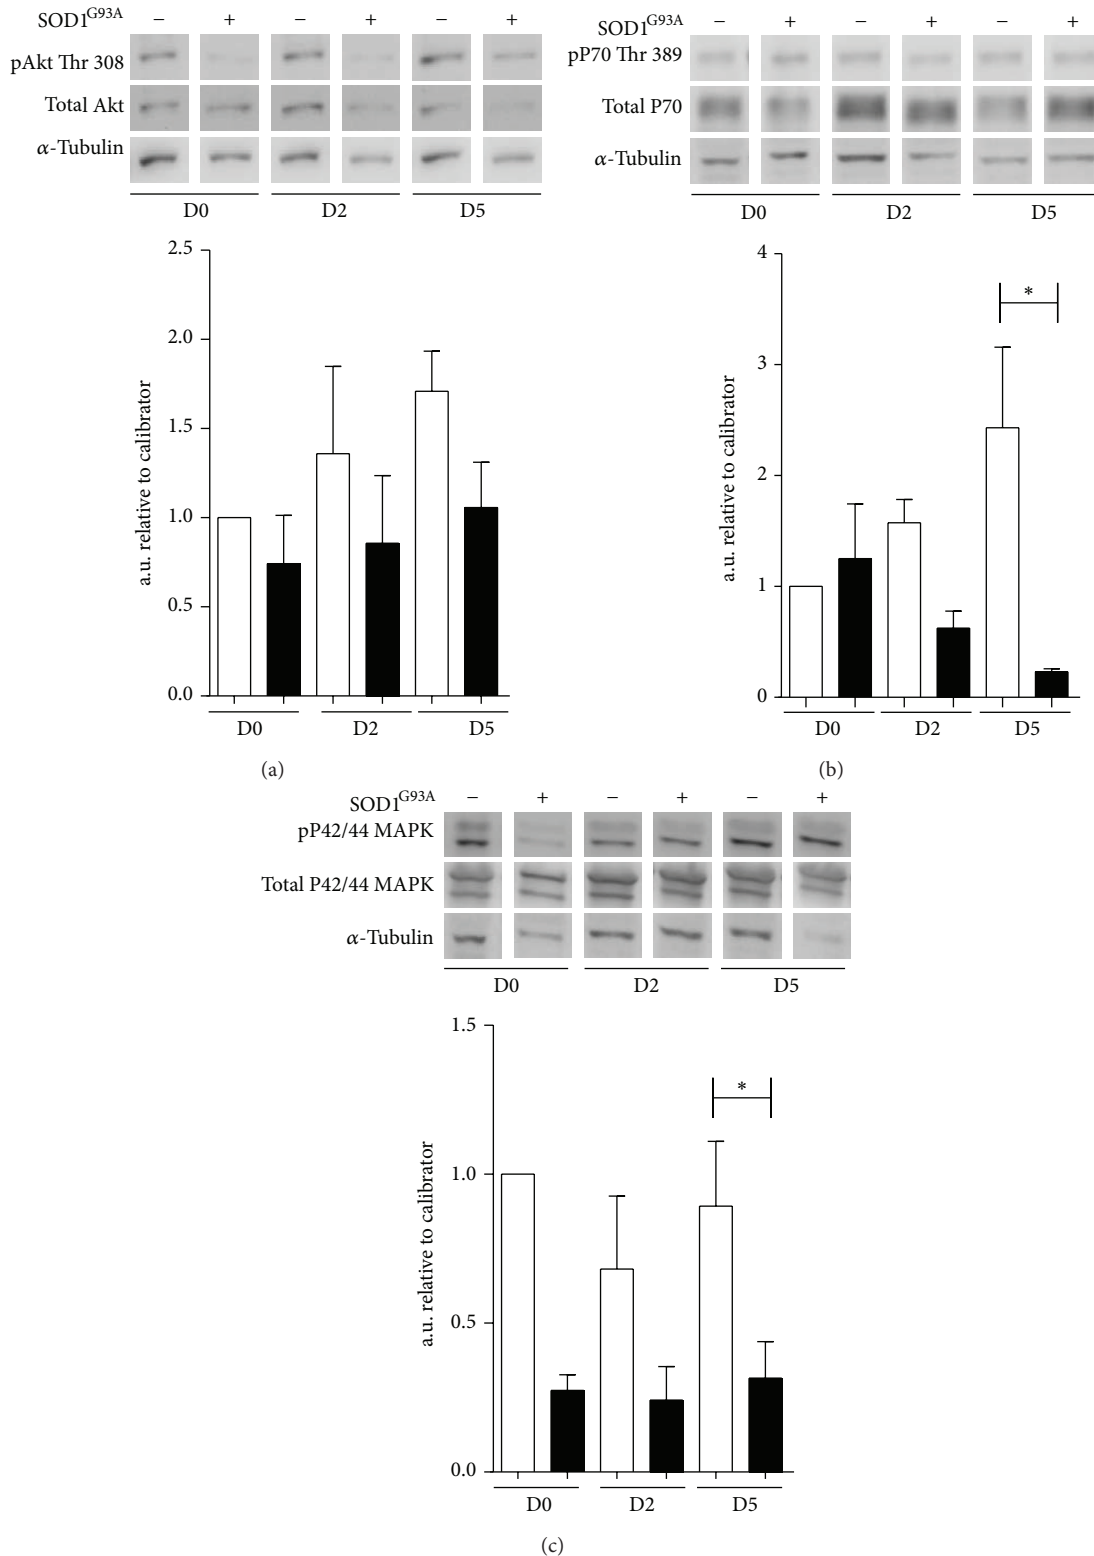 SOD1G93A − + − + − +
pAkt Thr 308
Total Akt
α-Tubulin
D0 D2 D5
2.5
2.0
1.5
1.0
0.5
0.0
a.u. relative to calibrator
D0 D2 D5
(a)
SOD1G93A − + − + − +
pP70 Thr 389
Total P70
α-Tubulin
D0 D2 D5
4
3
2
1
0
a.u. relative to calibrator
*
D0 D2 D5
(b)
SOD1G93A − + − + − +
pP42/44 MAPK
Total P42/44 MAPK
α-Tubulin
D0 D2 D5
1.5
1.0
0.5
0.0
a.u. relative to calibrator
*
D0 D2 D5
(c)